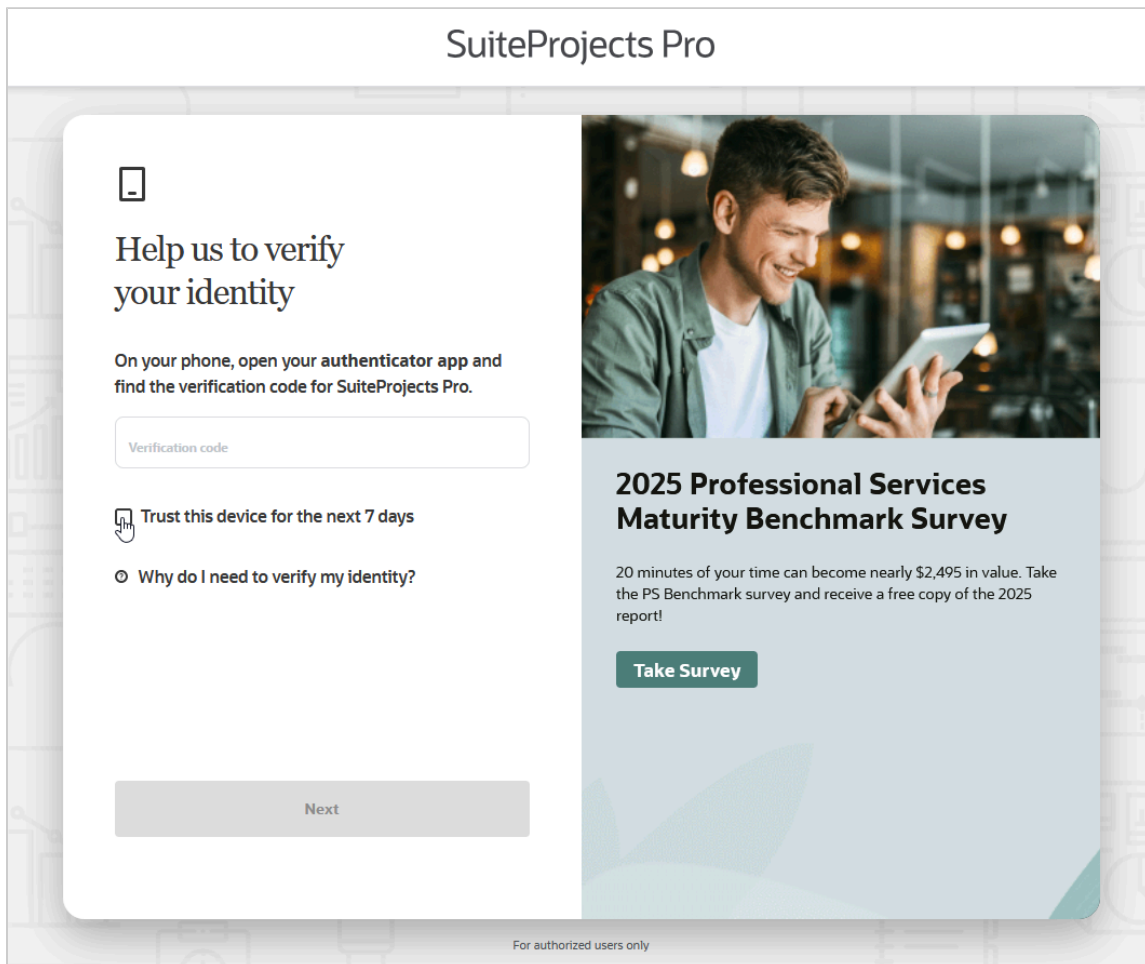 SuiteProjects Pro
Help us to verify
your identity
On your phone, open your authenticator app and
find the verification code for SuiteProjects Pro.
Verification code
Trust this device for the next 7 days
Why do I need to verify my identity?
Next
2025 Professional Services
Maturity Benchmark Survey
20 minutes of your time can become nearly $2,495 in value. Take
the PS Benchmark survey and receive a free copy of the 2025
report!
Take Survey
For authorized users only